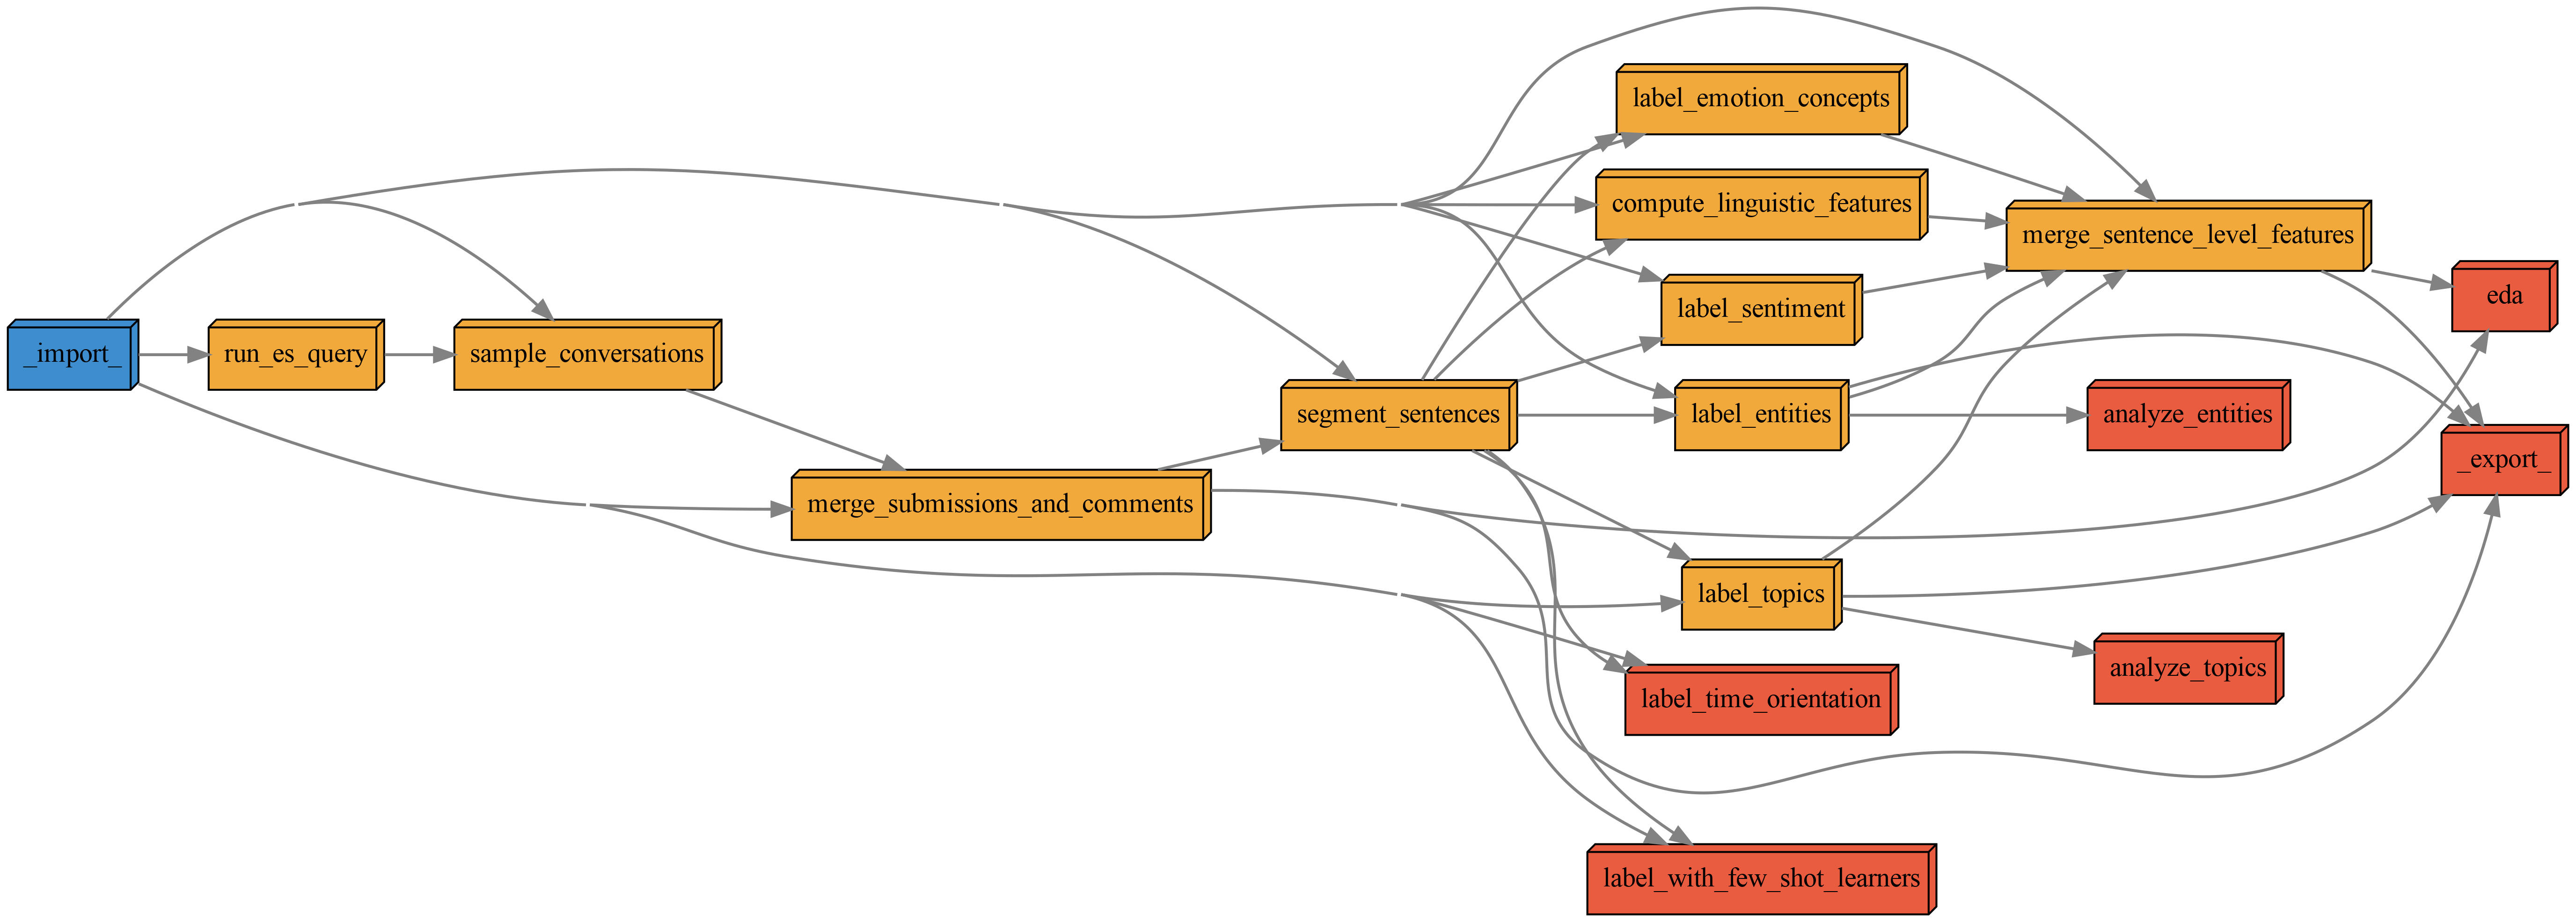 _import_
run_es_query
sample_conversations
merge_submissions_and_comments
segment_sentences
label_emotion_concepts
compute_linguistic_features
label_sentiment
label_entities
label_topics
label_time_orientation
label_with_few_shot_learners
merge_sentence_level_features
analyze_entities
analyze_topics
eda
_export_